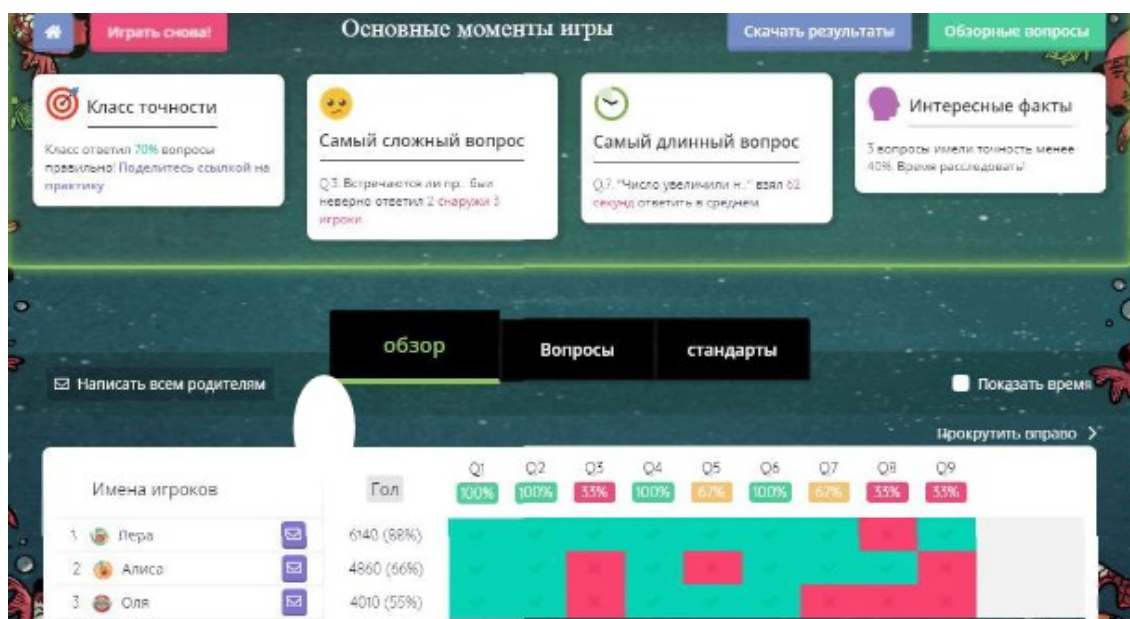 Играть снова!
Основные моменты игры
Скачать результаты
Обзорные вопросы
Класс точности
Класс ответил 70% вопросы
правильно! Поделитесь ссылкой на
практику
Самый сложный вопрос
Q.3. Встречаются ли пр.. был
неверно ответил 2 снаружи 3
игроки
Самый длинный вопрос
Q.7. "Число увеличили н.." взял 62
секунд ответить в среднем.
Интересные факты
3 вопросы имели точность менее
40%. Время расследовать!
обзор
Вопросы
стандарты
Написать всем родителям
Показать время
Прокрутить вправо
Имена игроков Гол Q1 Q2 Q3 Q4 Q5 Q6 Q7 Q8 Q9
100% 100% 33% 100% 67% 100% 67% 33% 33%
1 Лера 6140 (88%)
2 Алиса 4860 (66%)
3 Оля 4010 (55%)